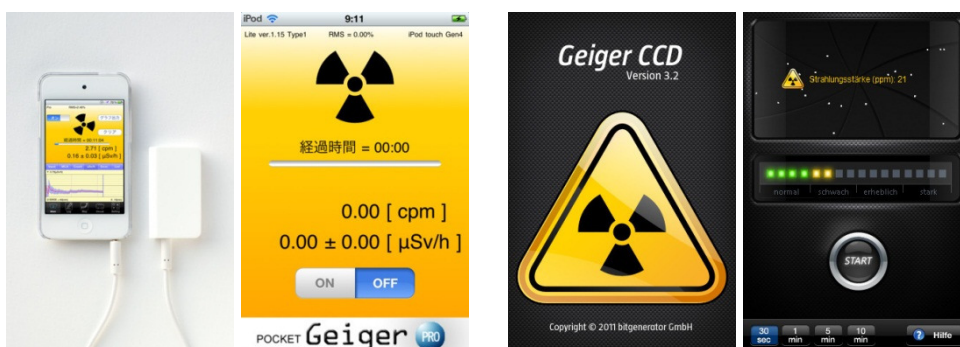 iPod 9:11
Lite ver.1.15 Type1 RMS = 0.00% iPod touch Gen4
経過時間 = 00:00
0.00 [ cpm ]
0.00 ± 0.00 [ μSv/h ]
ON OFF
POCKET Geiger PRO
Geiger CCD
Version 3.2
Copyright © 2011 bitgenerator GmbH
Strahlungsstärke (ppm): 21
normal schwach erheblich stark
START
30 sec
1 min
5 min
10 min
? Hilfe